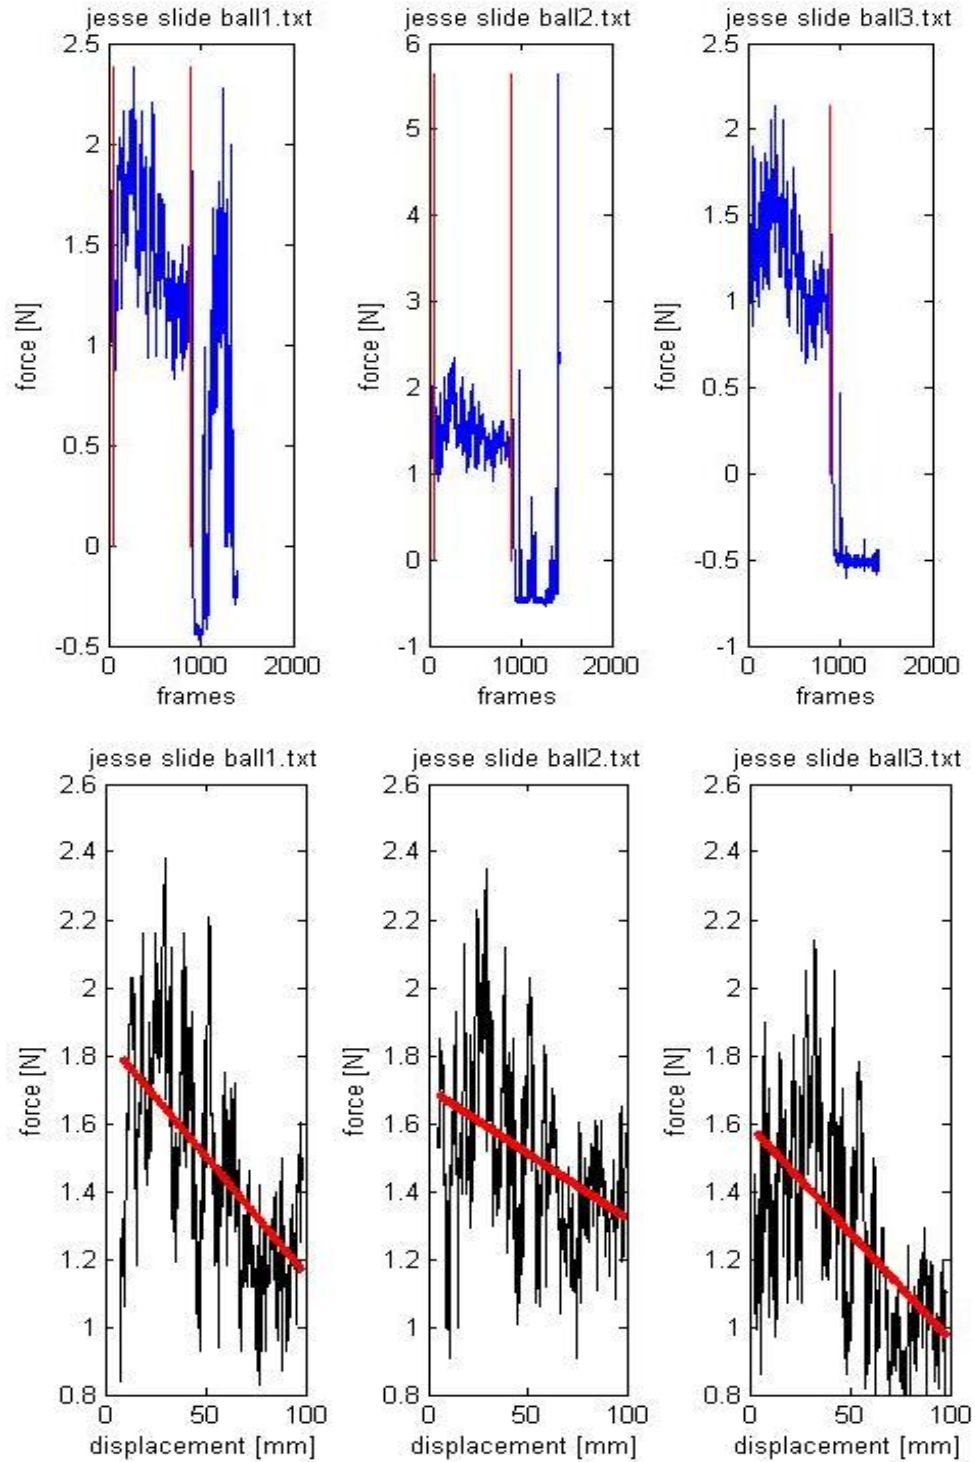 jesse slide ball1.txt
2.5
2
1.5
1
0.5
0
-0.5
force [N]
0 1000 2000
frames
jesse slide ball2.txt
6
5
4
3
2
1
0
-1
force [N]
0 1000 2000
frames
jesse slide ball3.txt
2.5
2
1.5
1
0.5
0
-0.5
-1
force [N]
0 1000 2000
frames
jesse slide ball1.txt
2.6
2.4
2.2
2
1.8
1.6
1.4
1.2
1
0.8
force [N]
0 50 100
displacement [mm]
jesse slide ball2.txt
2.6
2.4
2.2
2
1.8
1.6
1.4
1.2
1
0.8
force [N]
0 50 100
displacement [mm]
jesse slide ball3.txt
2.6
2.4
2.2
2
1.8
1.6
1.4
1.2
1
0.8
force [N]
0 50 100
displacement [mm]